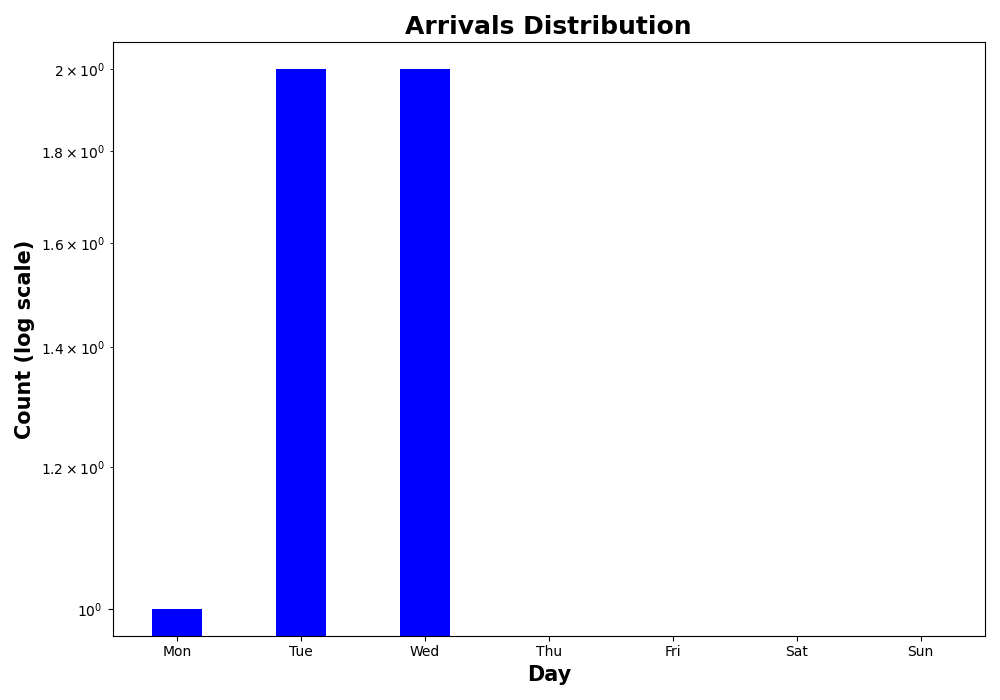 Arrivals Distribution
Count (log scale)
2 × 10⁰
1.8 × 10⁰
1.6 × 10⁰
1.4 × 10⁰
1.2 × 10⁰
10⁰
Mon Tue Wed Thu Fri Sat Sun
Day